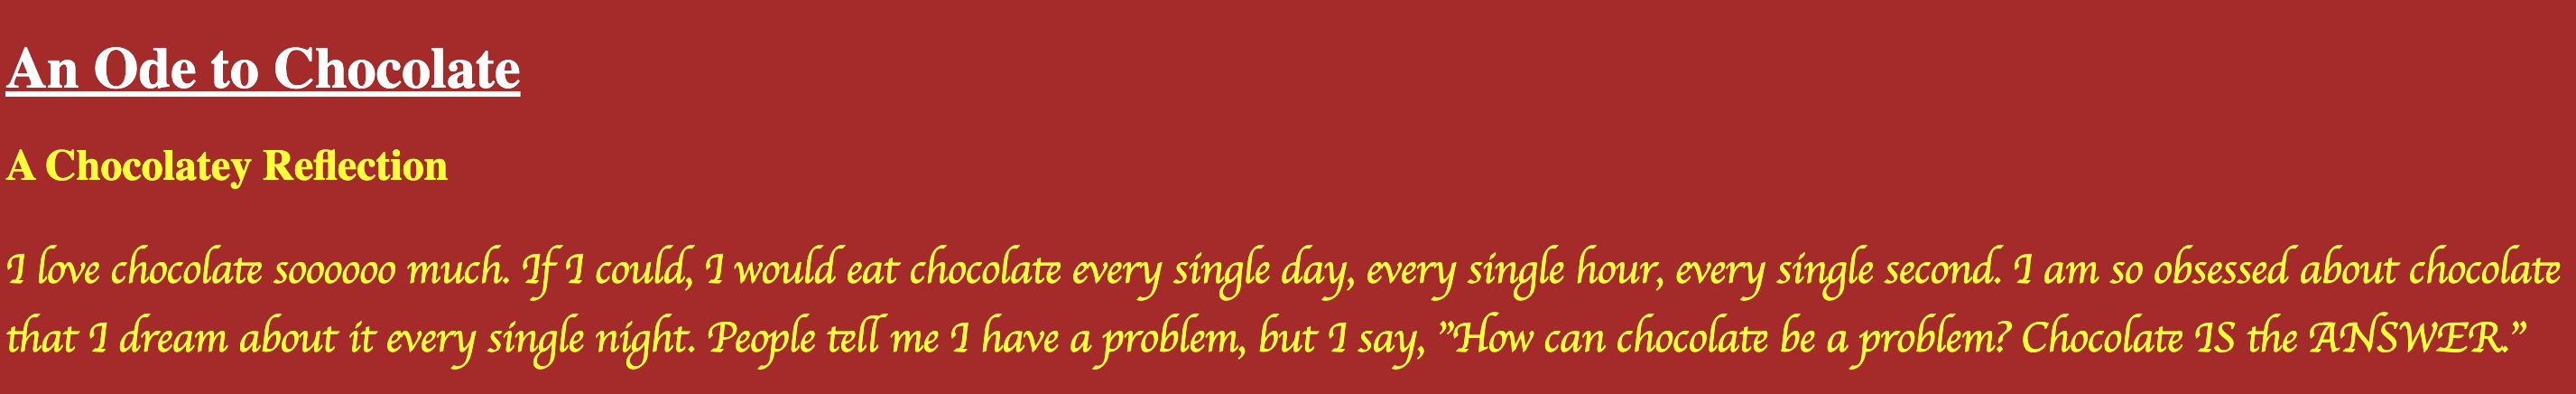 An Ode to Chocolate
A Chocolatey Reflection
I love chocolate soooooo much. If I could, I would eat chocolate every single day, every single hour, every single second. I am so obsessed about chocolate
that I dream about it every single night. People tell me I have a problem, but I say, "How can chocolate be a problem? Chocolate IS the ANSWER."